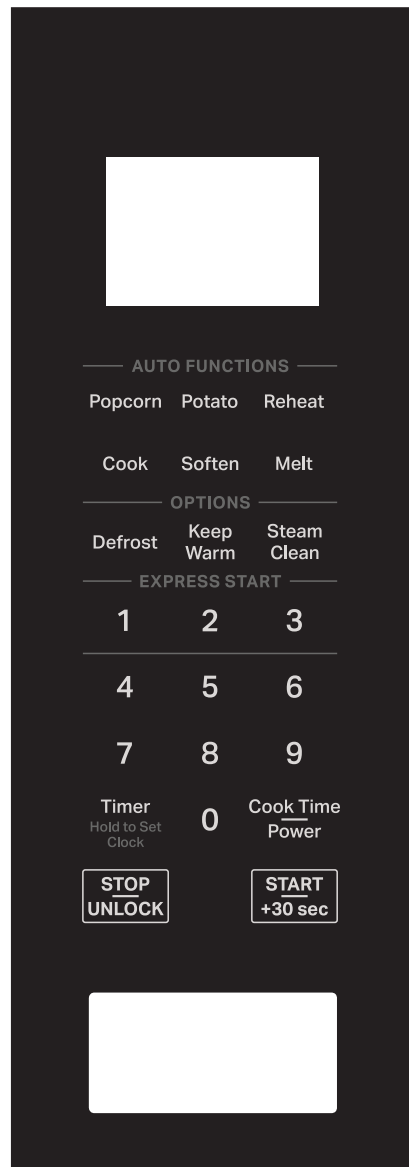 AUTO FUNCTIONS
Popcorn Potato Reheat
Cook Soften Melt
OPTIONS
Defrost Keep Warm Steam Clean
EXPRESS START
1 2 3
4 5 6
7 8 9
Timer Hold to Set Clock 0 Cook Time Power
STOP UNLOCK START +30 sec